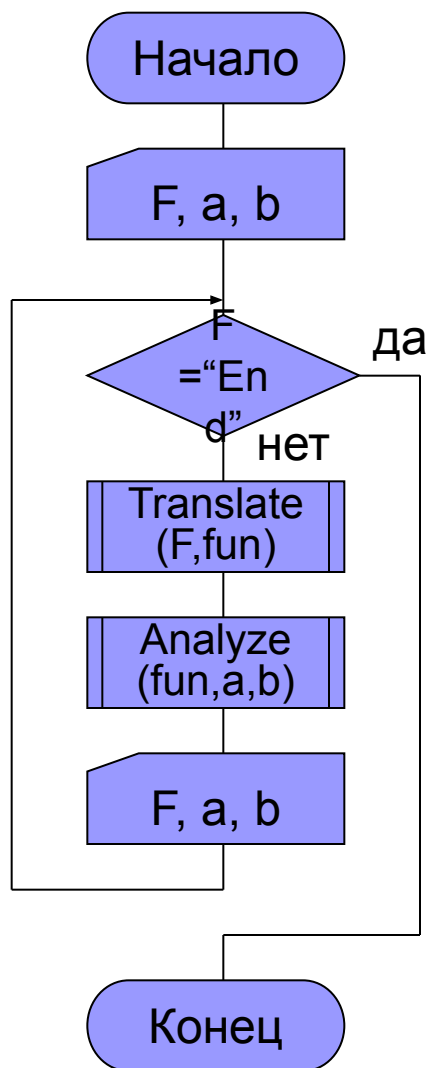 Начало
F, a, b
F
=“En
d”
да
нет
Translate
(F,fun)
Analyze
(fun,a,b)
F, a, b
Конец